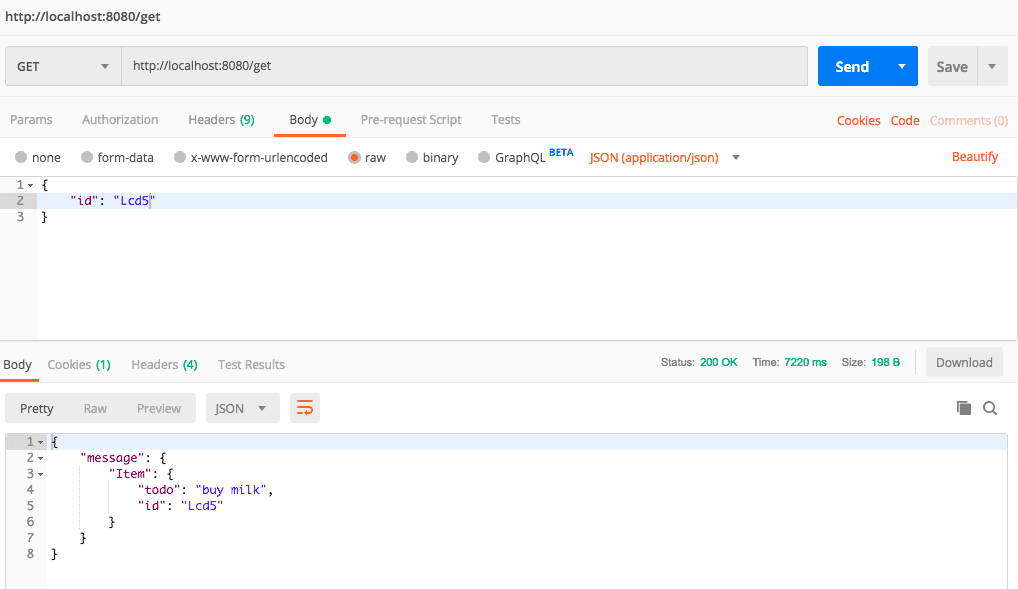 http://localhost:8080/get
GET http://localhost:8080/get Send Save
Params Authorization Headers (9) Body Pre-request Script Tests Cookies Code Comments (0)
none form-data x-www-form-urlencoded raw binary GraphQL BETA JSON (application/json) Beautify
1 {
2 "id": "Lcd5"
3 }
Body Cookies (1) Headers (4) Test Results Status: 200 OK Time: 7220 ms Size: 198 B Download
Pretty Raw Preview JSON
1 {
2 "message": {
3 "Item": {
4 "todo": "buy milk",
5 "id": "Lcd5"
6 }
7 }
8 }